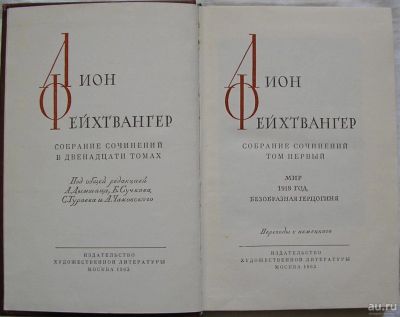 ЛИОН
ФЕЙХТВАНГЕР
СОБРАНИЕ СОЧИНЕНИЙ
В ДВЕНАДЦАТИ ТОМАХ
Под общей редакцией
А. Дымшица, Б. Сучкова,
С. Тураева и А. Чаковского
ИЗДАТЕЛЬСТВО
ХУДОЖЕСТВЕННОЙ ЛИТЕРАТУРЫ
МОСКВА 1963
ЛИОН
ФЕЙХТВАНГЕР
СОБРАНИЕ СОЧИНЕНИЙ
ТОМ ПЕРВЫЙ
МИР
1918 ГОД
БЕЗОБРАЗНАЯ ГЕРЦОГИНЯ
Переводы с немецкого
ИЗДАТЕЛЬСТВО
ХУДОЖЕСТВЕННОЙ ЛИТЕРАТУРЫ
МОСКВА 1963
au.ru